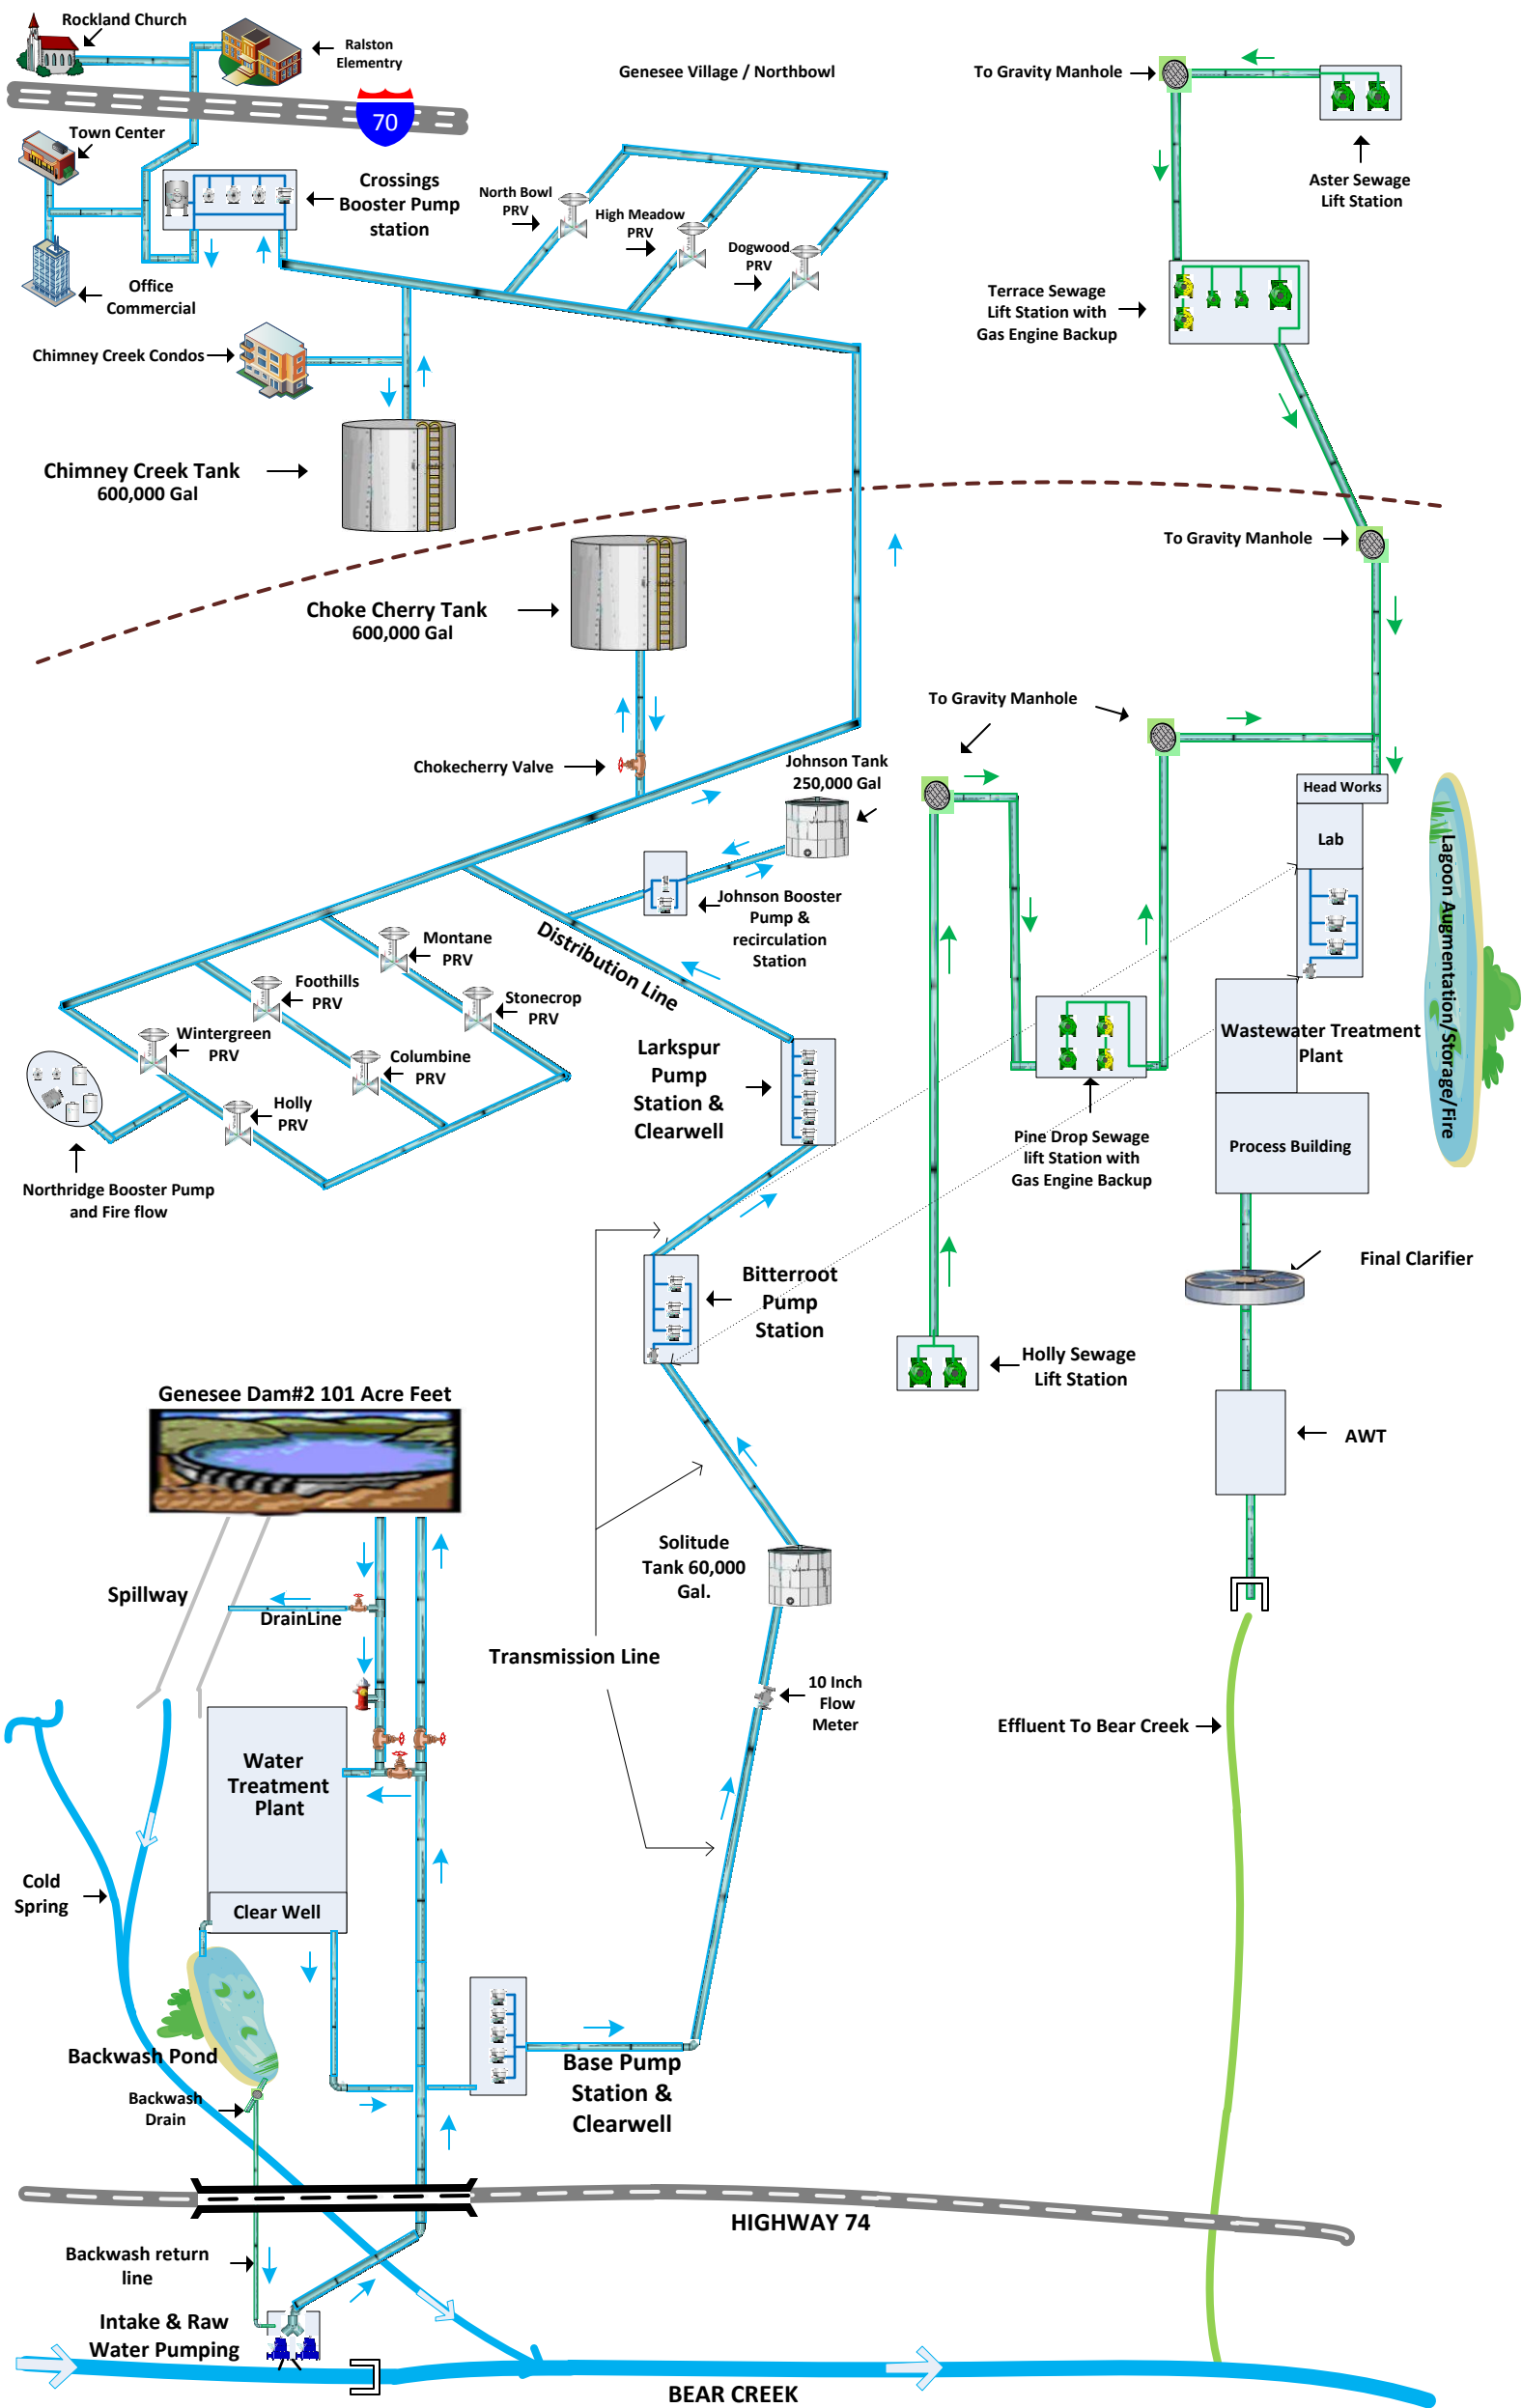 Rockland Church
Ralston
Elementry
70
Genesee Village / Northbowl
To Gravity Manhole
Town Center
Crossings
Booster Pump
station
North Bowl
PRV
High Meadow
PRV
Dogwood
PRV
Aster Sewage
Lift Station
Office
Commercial
Terrace Sewage
Lift Station with
Gas Engine Backup
Chimney Creek Condos
Chimney Creek Tank
600,000 Gal
To Gravity Manhole
Choke Cherry Tank
600,000 Gal
To Gravity Manhole
Chokecherry Valve
Johnson Tank
250,000 Gal
Head Works
Lab
Lagoon Augmentation/Storage/Fire
Johnson Booster
Pump &
recirculation
Station
Distribution Line
Montane
PRV
Foothills
PRV
Stonecrop
PRV
Wintergreen
PRV
Columbine
PRV
Holly
PRV
Larkspur
Pump
Station &
Clearwell
Wastewater Treatment
Plant
Pine Drop Sewage
lift Station with
Gas Engine Backup
Process Building
Northridge Booster Pump
and Fire flow
Bitterroot
Pump
Station
Final Clarifier
Holly Sewage
Lift Station
Genesee Dam#2 101 Acre Feet
AWT
Solitude
Tank 60,000
Gal.
Spillway
DrainLine
Transmission Line
10 Inch
Flow
Meter
Effluent To Bear Creek
Water
Treatment
Plant
Cold
Spring
Clear Well
Backwash Pond
Base Pump
Station &
Clearwell
Backwash
Drain
HIGHWAY 74
Backwash return
line
Intake & Raw
Water Pumping
BEAR CREEK